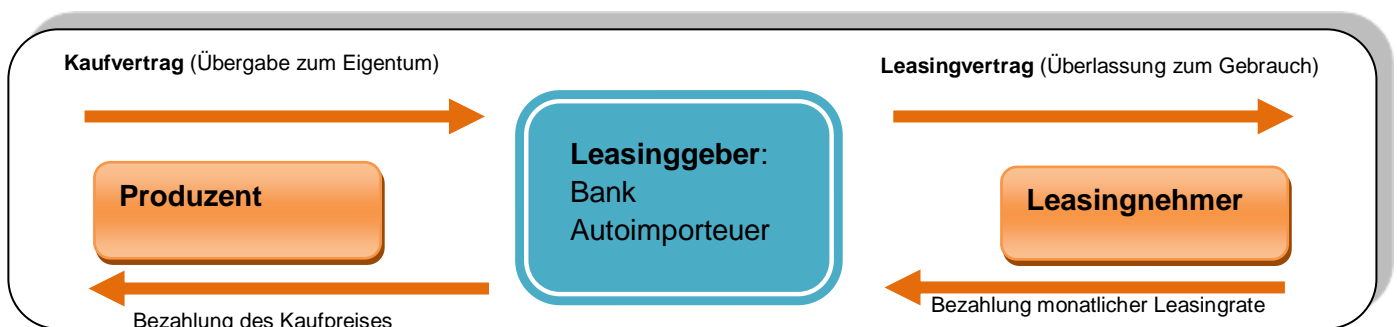 Kaufvertrag (Übergabe zum Eigentum)
Leasingvertrag (Überlassung zum Gebrauch)
Produzent
Leasinggeber:
Bank
Autoimporteuer
Leasingnehmer
Bezahlung des Kaufpreises
Bezahlung monatlicher Leasingrate